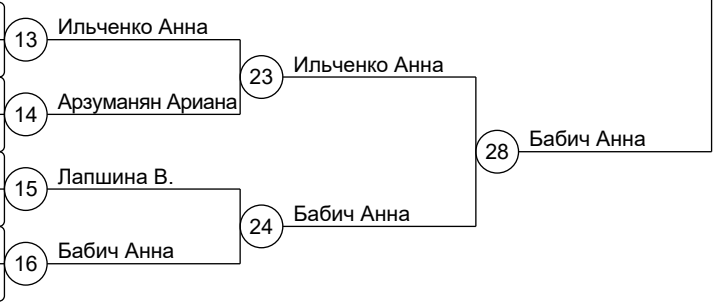 13 Ильченко Анна
23 Ильченко Анна
14 Арзуманян Ариана
28 Бабич Анна
15 Лапшина В.
24 Бабич Анна
16 Бабич Анна